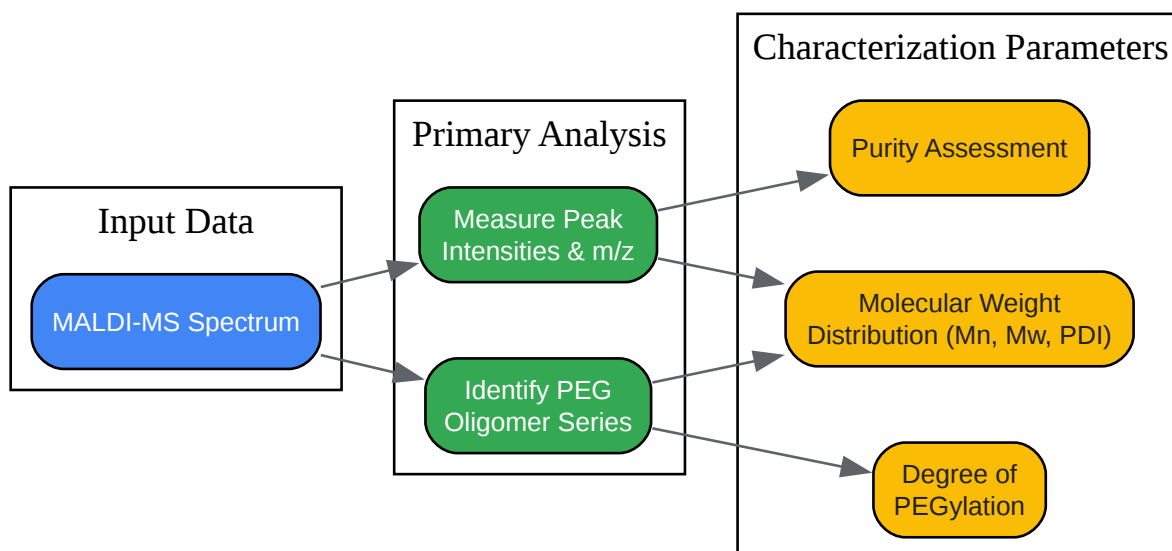 Input Data
MALDI-MS Spectrum
Primary Analysis
Measure Peak
Intensities & m/z
Identify PEG
Oligomer Series
Characterization Parameters
Purity Assessment
Molecular Weight
Distribution (Mn, Mw, PDI)
Degree of
PEGylation